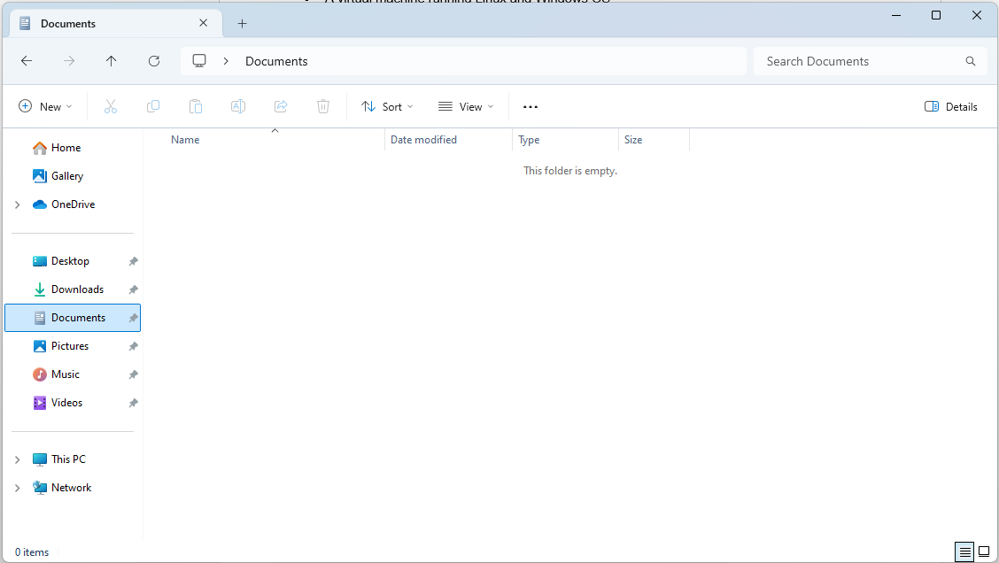 A virtual machine running Linux and Windows OS
Documents
Documents
Search Documents
New
Sort
View
Details
Name
Date modified
Type
Size
This folder is empty.
Home
Gallery
OneDrive
Desktop
Downloads
Documents
Pictures
Music
Videos
This PC
Network
0 items